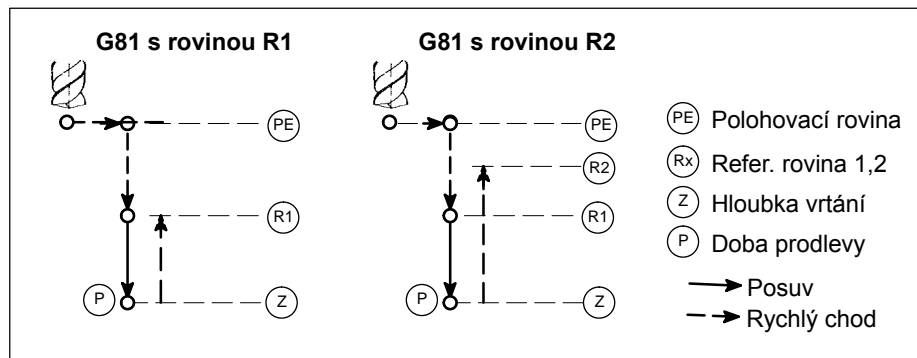 G81 s rovinou R1
G81 s rovinou R2
PE
R1
P
Z
PE
R2
R1
P
Z
PE Polohovací rovina
Rx Refer. rovina 1,2
Z Hloubka vrtání
P Doba prodlevy
Posuv
Rychlý chod